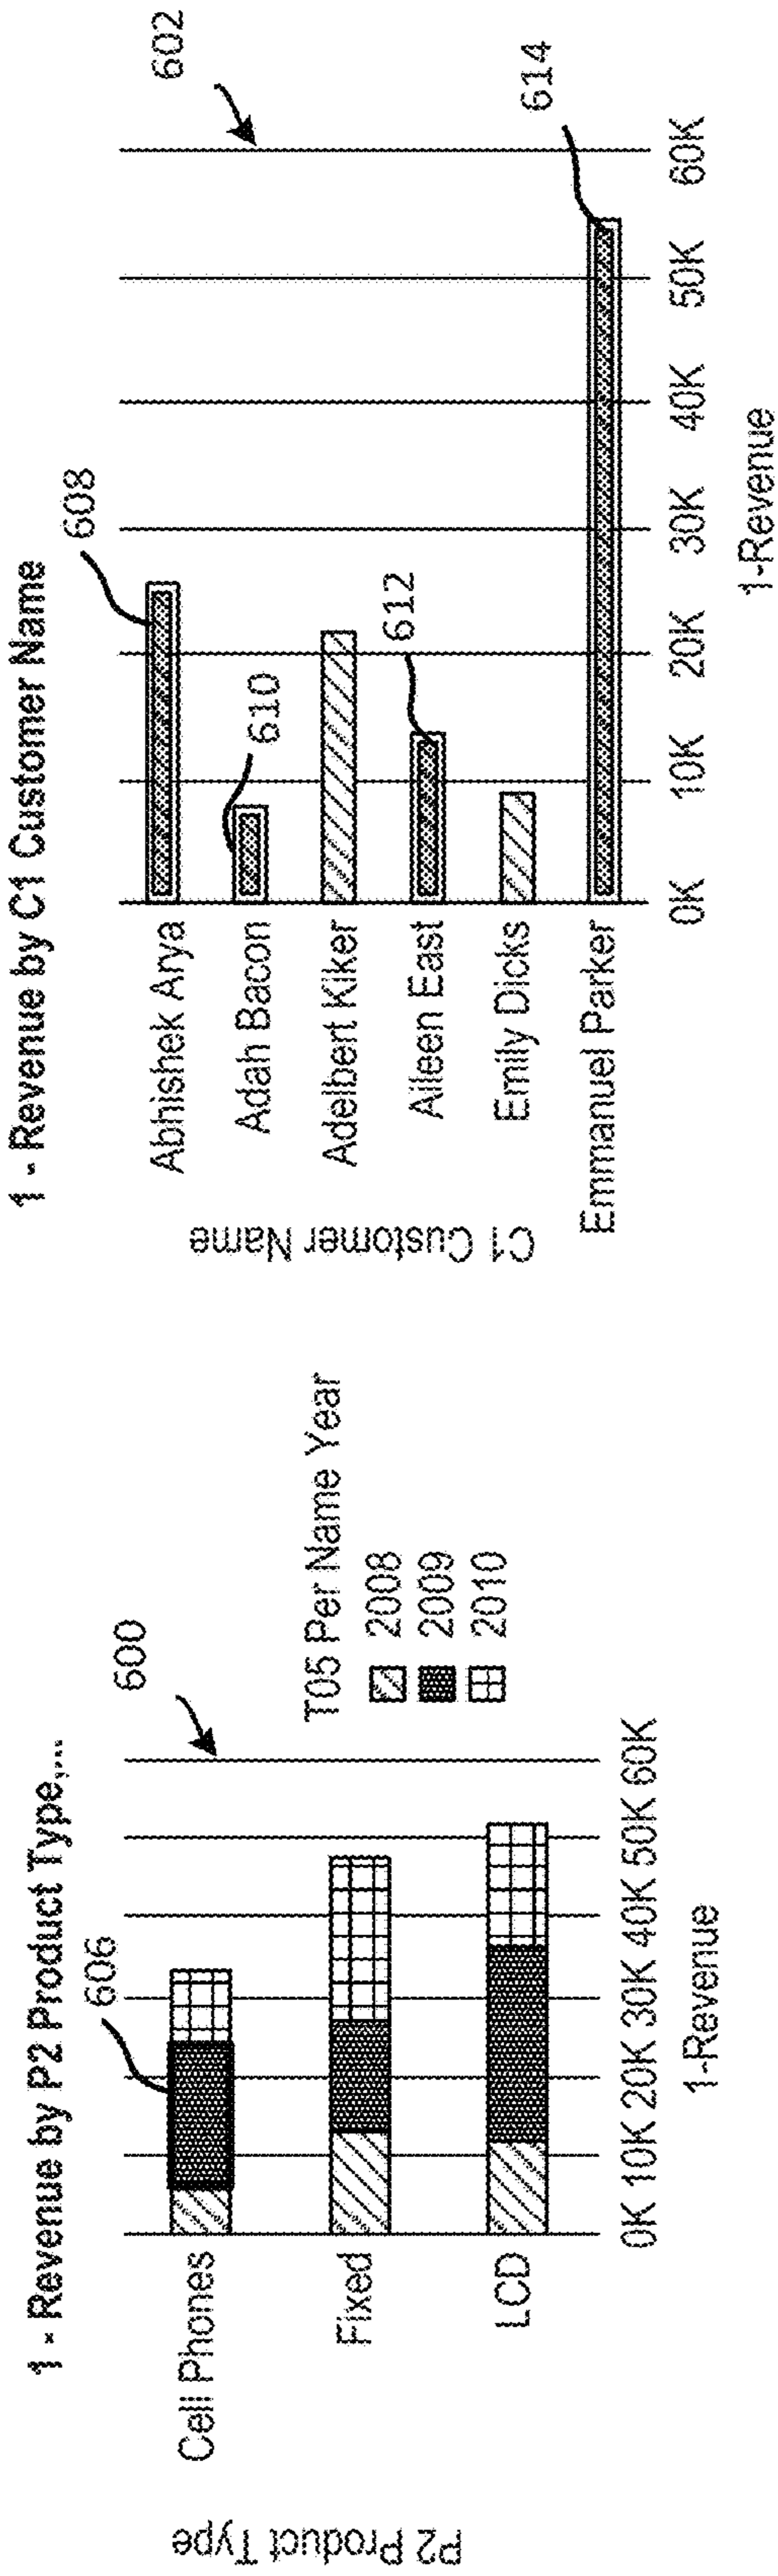 1 - Revenue by P2 Product Type,...
600
606
P2 Product Type
Cell Phones
Fixed
LCD
0K 10K 20K 30K 40K 50K 60K
1-Revenue
T05 Per Name Year
2008
2009
2010
1 - Revenue by C1 Customer Name
602
608
610
612
614
C1 Customer Name
Abhishek Arya
Adah Bacon
Adelbert Kiker
Aileen East
Emily Dicks
Emmanuel Parker
0K 10K 20K 30K 40K 50K 60K
1-Revenue